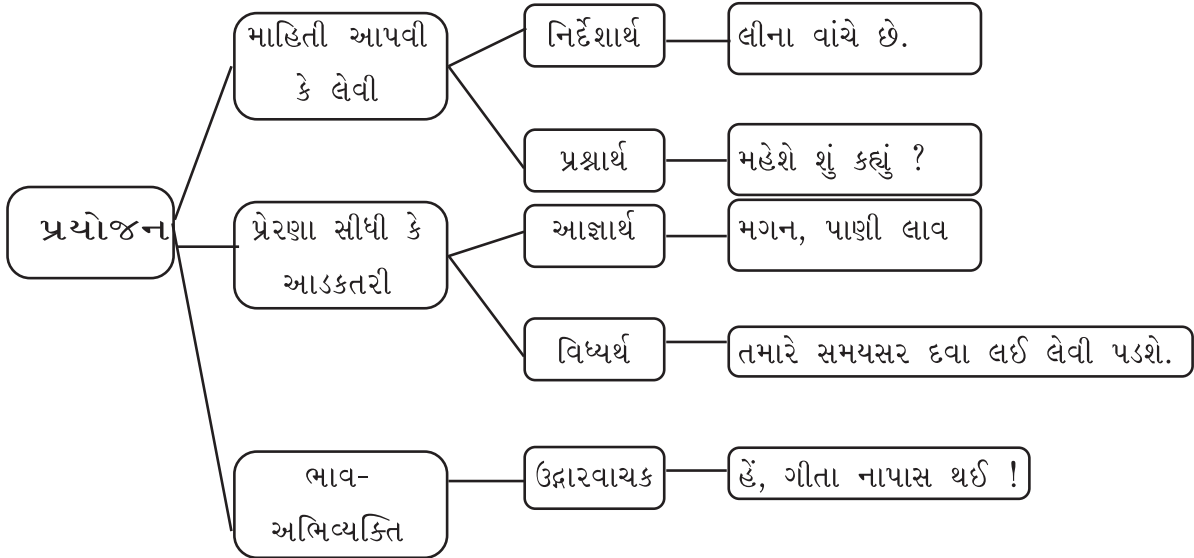 માહિતી આપવી
કે લેવી
નિર્દેશાર્થ
લીના વાંચે છે.
પ્રશ્નાર્થ
મહેશે શું કહ્યું ?
પ્રયોજન
પ્રેરણા સીધી કે
આડકતરી
આજ્ઞાર્થ
મગન, પાણી લાવ
વિધ્યર્થ
તમારે સમયસર દવા લઈ લેવી પડશે.
ભાવ-
અભિવ્યક્તિ
ઉદ્ગારવાચક
હેં, ગીતા નાપાસ થઈ !